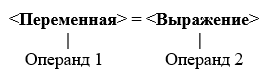 <Переменная> = <Выражение>
| |
Операнд 1 Операнд 2